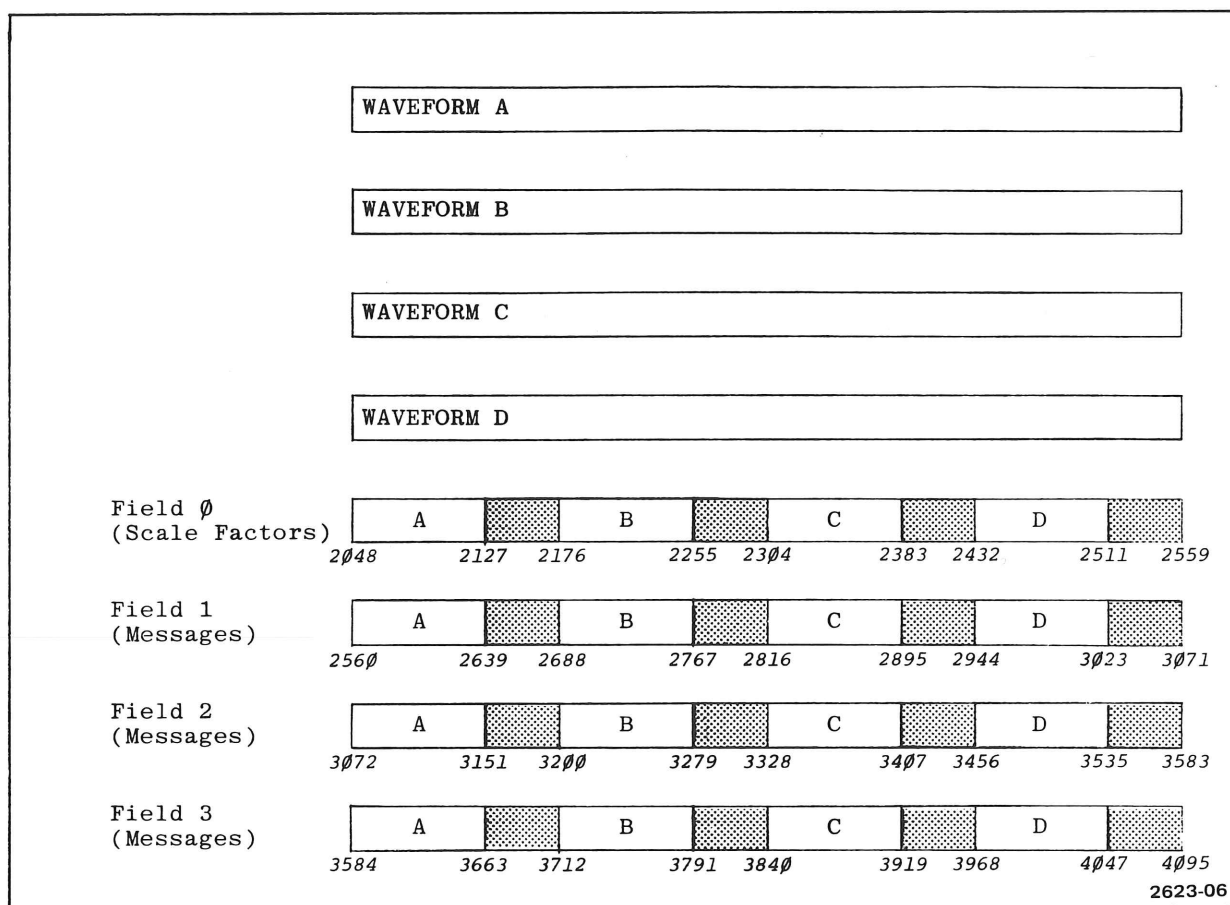 WAVEFORM A
WAVEFORM B
WAVEFORM C
WAVEFORM D
Field Ø
(Scale Factors)
A B C D
2Ø48 2127 2176 2255 23Ø4 2383 2432 2511 2559
Field 1
(Messages)
A B C D
256Ø 2639 2688 2767 2816 2895 2944 3Ø23 3Ø71
Field 2
(Messages)
A B C D
3Ø72 3151 32ØØ 3279 3328 34Ø7 3456 3535 3583
Field 3
(Messages)
A B C D
3584 3663 3712 3791 384Ø 3919 3968 4Ø47 4Ø95
2623-06